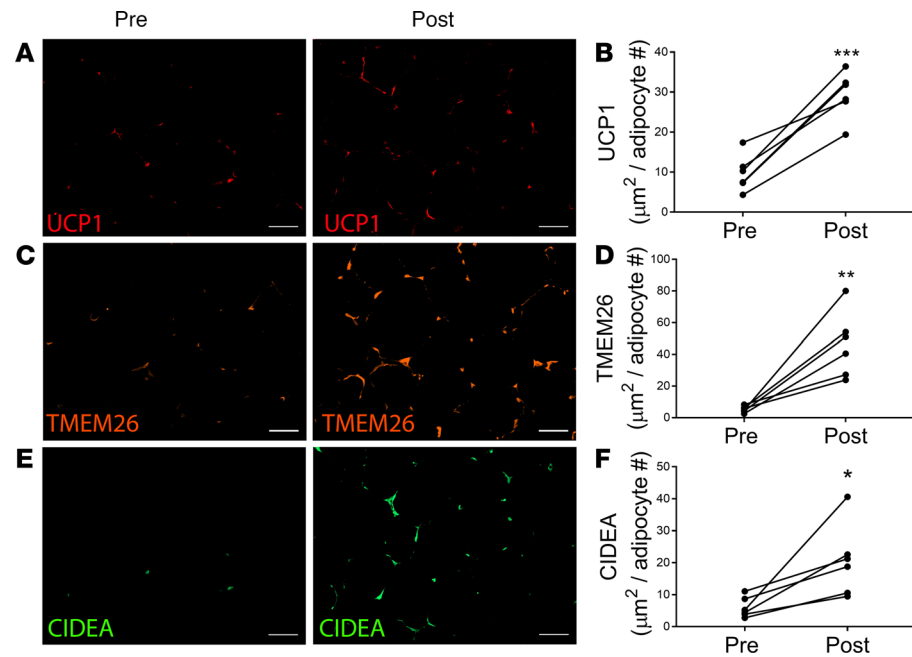 Pre Post
A
UCP1
UCP1
B
***
UCP1
(μm² / adipocyte #)
40
30
20
10
0
Pre Post
C
TMEM26
TMEM26
D
**
TMEM26
(μm² / adipocyte #)
100
80
60
40
20
0
Pre Post
E
CIDEA
CIDEA
F
*
CIDEA
(μm² / adipocyte #)
50
40
30
20
10
0
Pre Post